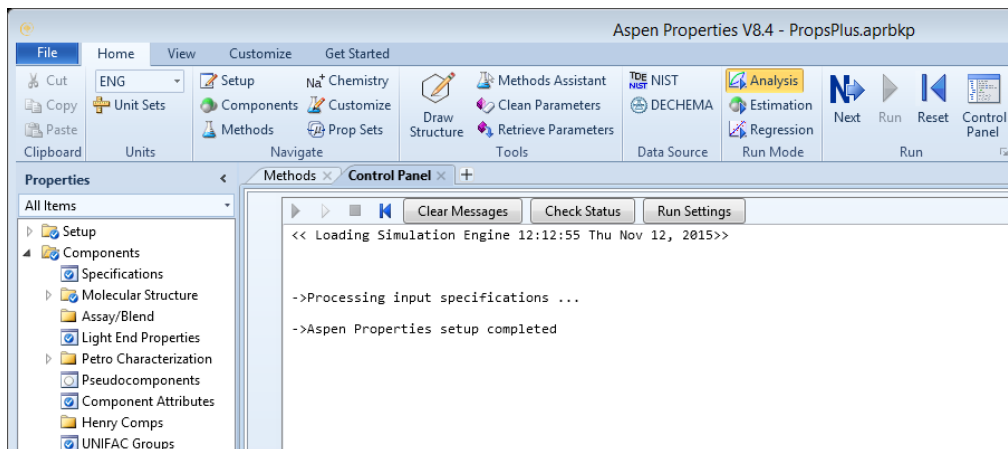 Aspen Properties V8.4 - PropsPlus.aprbkp
File Home View Customize Get Started
Cut ENG Setup Na+ Chemistry Methods Assistant TDE NIST NIST Analysis
Copy Unit Sets Components Customize Draw Structure Clean Parameters DECHEMA Estimation Next Run Reset Control Panel
Paste Methods Prop Sets Retrieve Parameters Regression
Clipboard Units Navigate Tools Data Source Run Mode Run
Properties Methods Control Panel
All Items Clear Messages Check Status Run Settings
Setup << Loading Simulation Engine 12:12:55 Thu Nov 12, 2015>>
Components
Specifications
Molecular Structure ->Processing input specifications ...
Assay/Blend
Light End Properties ->Aspen Properties setup completed
Petro Characterization
Pseudocomponents
Component Attributes
Henry Comps
UNIFAC Groups